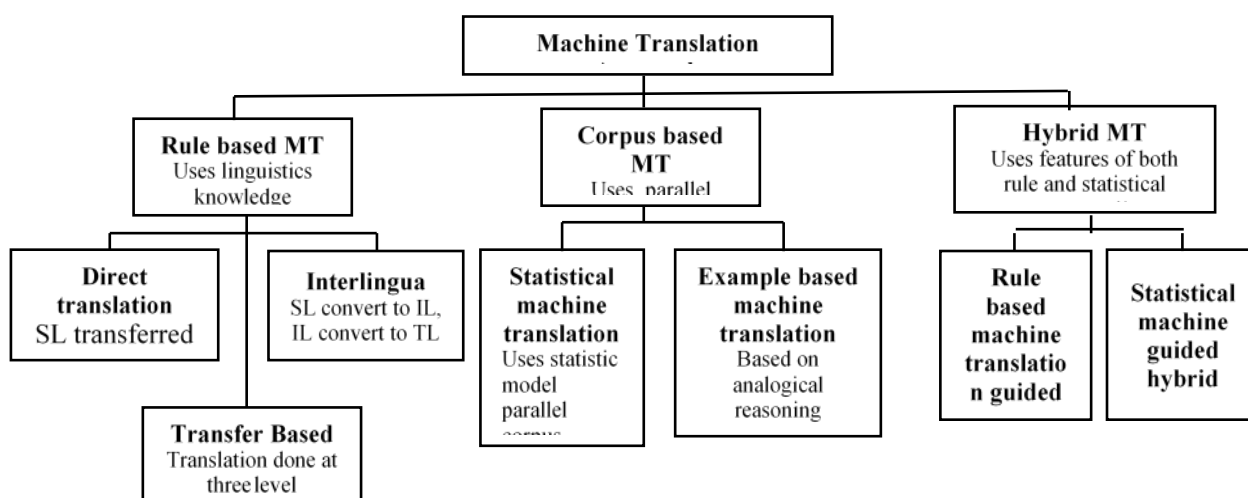 Machine Translation
Rule based MT
Uses linguistics
knowledge
Corpus based
MT
Uses parallel
Hybrid MT
Uses features of both
rule and statistical
Direct
translation
SL transferred
Interlingua
SL convert to IL,
IL convert to TL
Transfer Based
Translation done at
three level
Statistical
machine
translation
Uses statistic
model
parallel
corpus
Example based
machine
translation
Based on
analogical
reasoning
Rule
based
machine
translatio
n guided
Statistical
machine
guided
hybrid